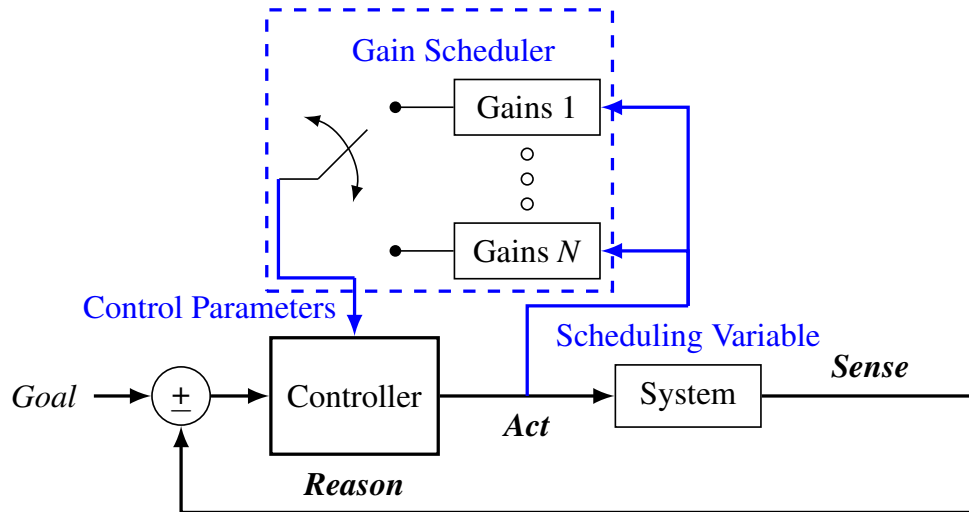 Gain Scheduler
Gains 1
Gains N
Control Parameters
Scheduling Variable
Sense
Goal
±
Controller
System
Act
Reason